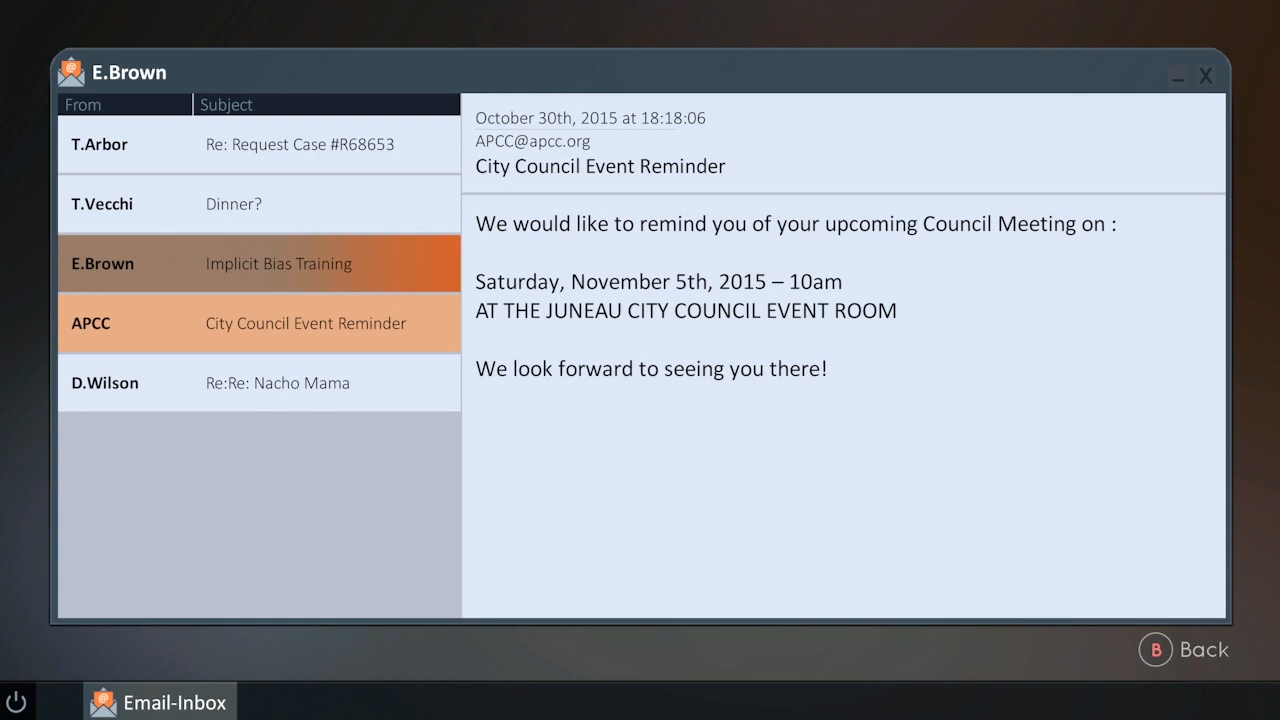 E.Brown
From Subject
T.Arbor Re: Request Case #R68653
T.Vecchi Dinner?
E.Brown Implicit Bias Training
APCC City Council Event Reminder
D.Wilson Re:Re: Nacho Mama
October 30th, 2015 at 18:18:06
APCC@apcc.org
City Council Event Reminder
We would like to remind you of your upcoming Council Meeting on :
Saturday, November 5th, 2015 – 10am
AT THE JUNEAU CITY COUNCIL EVENT ROOM
We look forward to seeing you there!
B Back
Email-Inbox